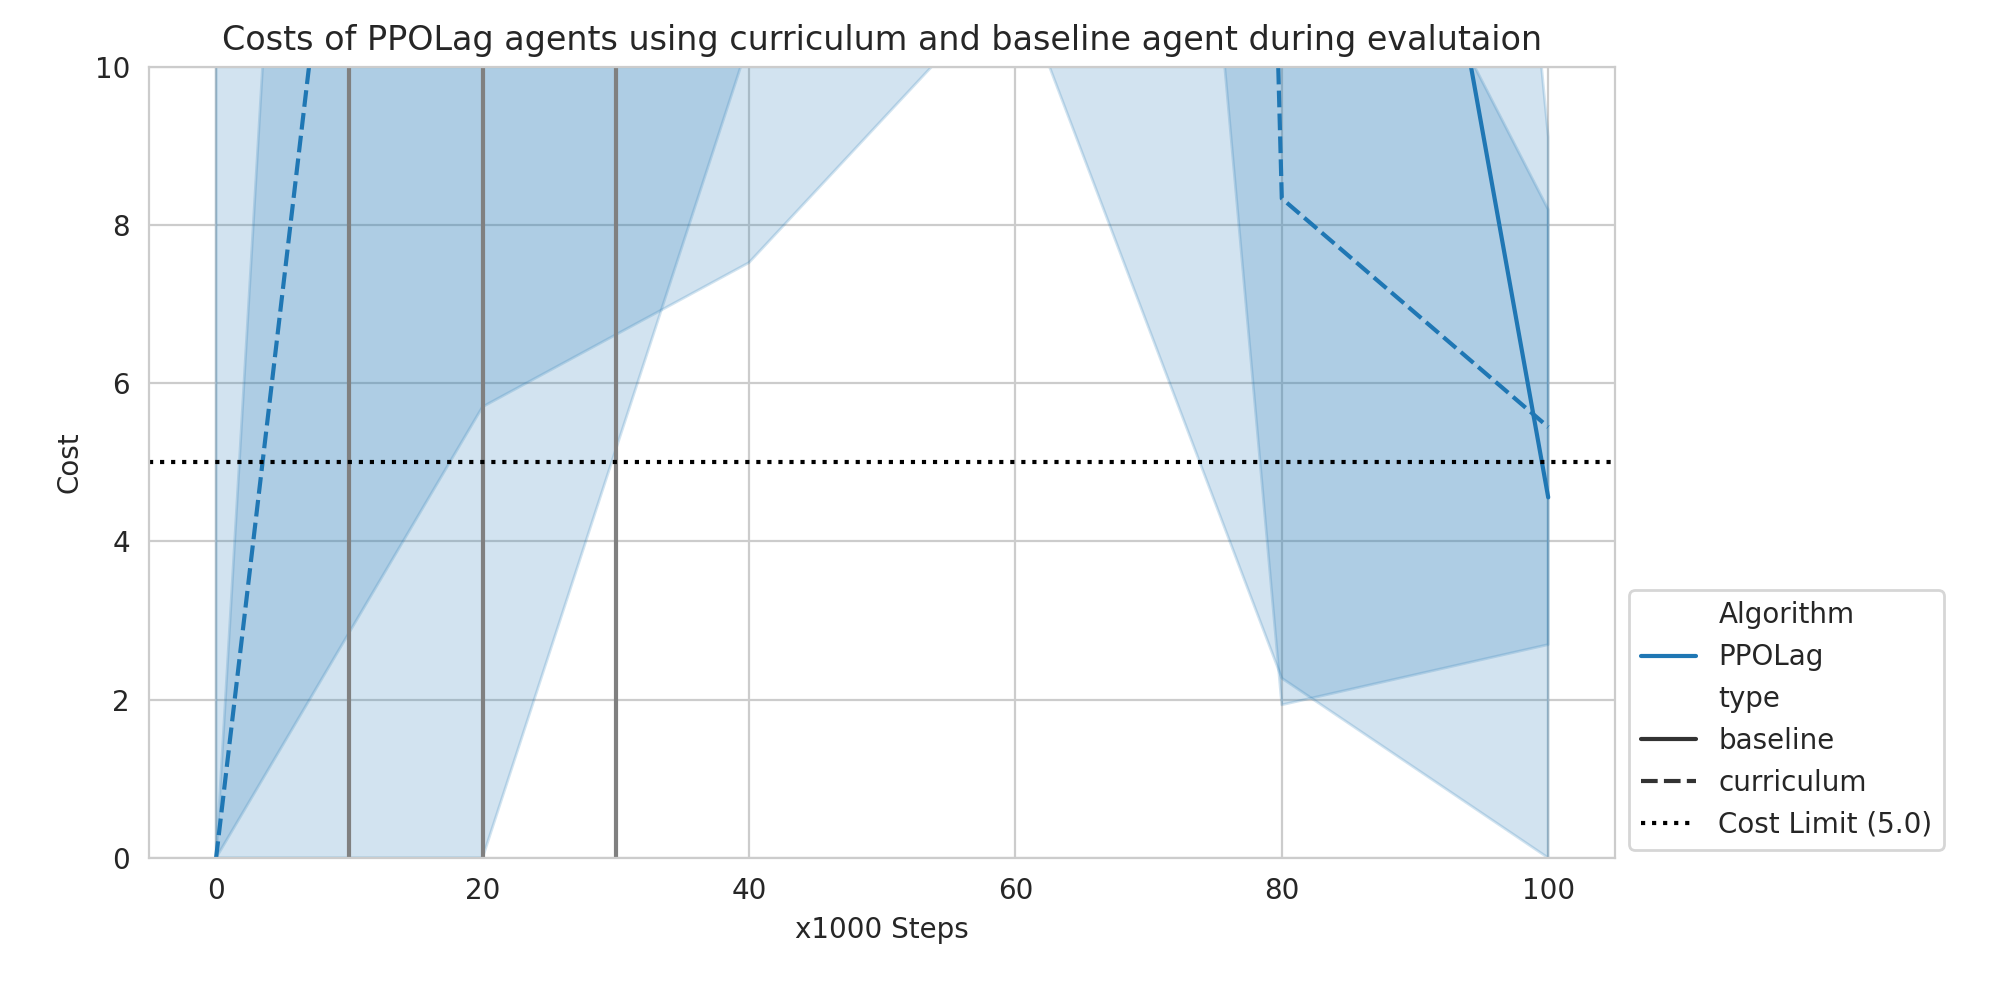 Costs of PPOLag agents using curriculum and baseline agent during evalutaion
10
8
6
4
2
0
Cost
0 20 40 60 80 100
x1000 Steps
Algorithm
PPOLag
type
baseline
curriculum
Cost Limit (5.0)